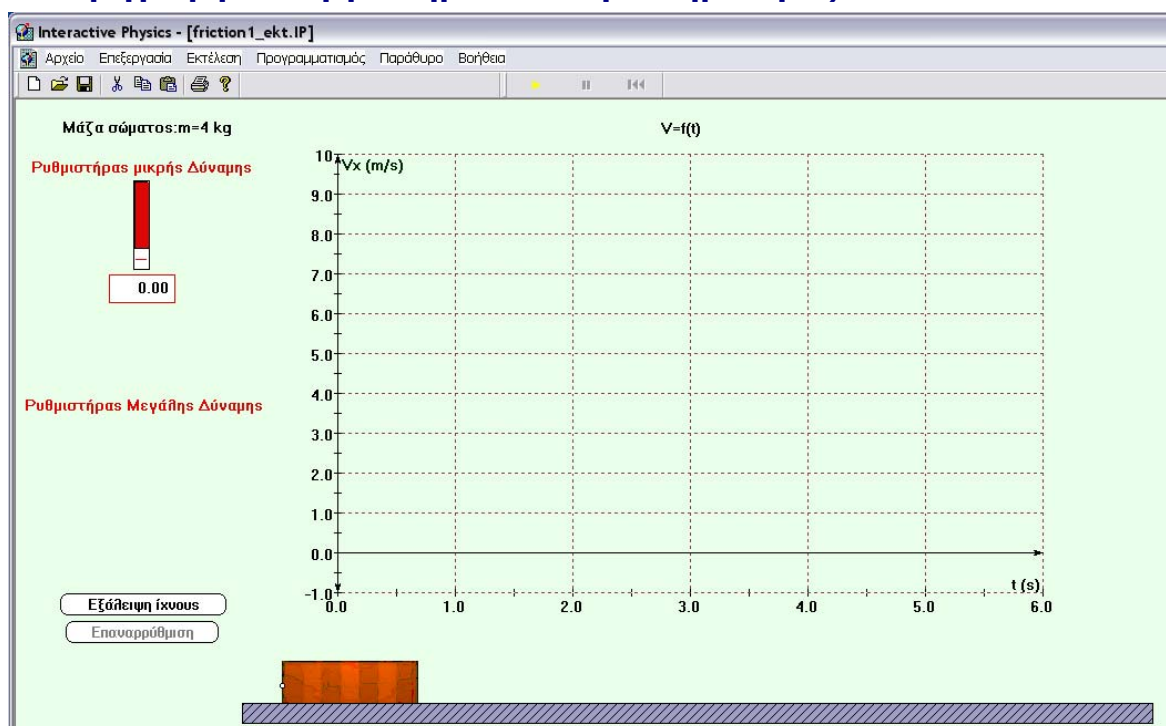 Interactive Physics - [friction1_ekt.IP]
Αρχείο Επεξεργασία Εκτέλεση Προγραμματισμός Παράθυρο Βοήθεια
Μάζα σώματος:m=4 kg
V=f(t)
Ρυθμιστήρας μικρής Δύναμης
0.00
Ρυθμιστήρας Μεγάλης Δύναμης
Vx (m/s)
10
9.0
8.0
7.0
6.0
5.0
4.0
3.0
2.0
1.0
0.0
-1.0
t (s)
0.0 1.0 2.0 3.0 4.0 5.0 6.0
Εξάλειψη ίχνους
Επαναρρύθμιση